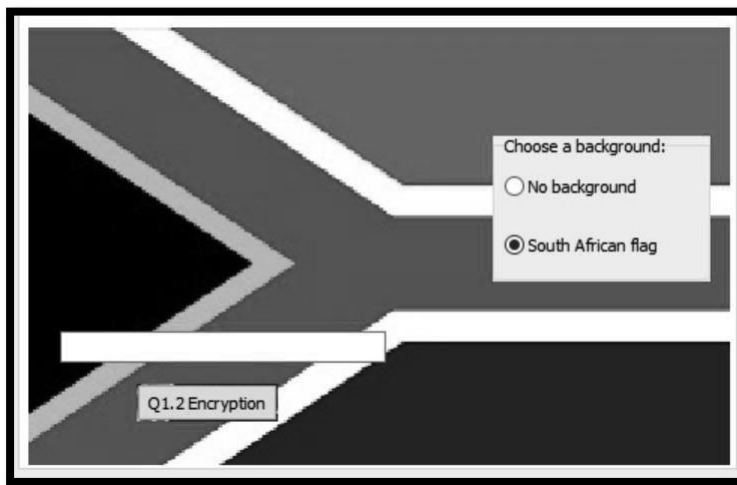 Choose a background:
No background
South African flag
Q1.2 Encryption